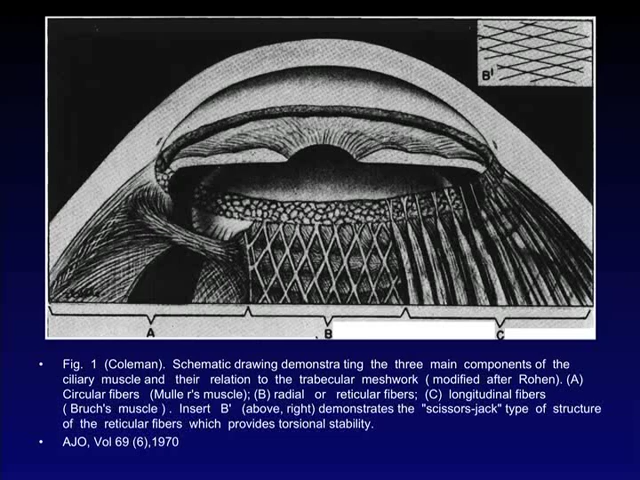 B'
A
B
C
• Fig. 1 (Coleman). Schematic drawing demonstra ting the three main components of the
ciliary muscle and their relation to the trabecular meshwork ( modified after Rohen). (A)
Circular fibers (Mulle r's muscle); (B) radial or reticular fibers; (C) longitudinal fibers
( Bruch's muscle ) . Insert B' (above, right) demonstrates the "scissors-jack" type of structure
of the reticular fibers which provides torsional stability.
• AJO, Vol 69 (6),1970